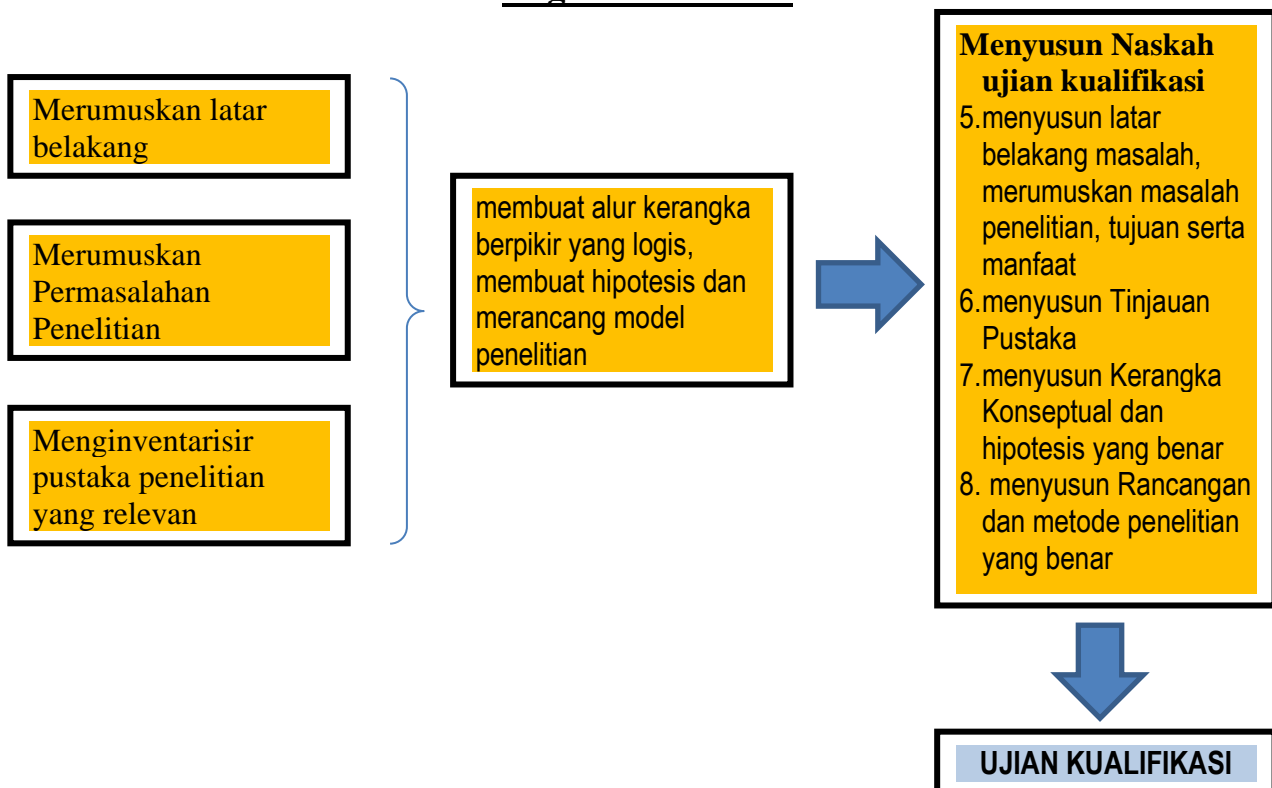 Merumuskan latar
belakang
Merumuskan
Permasalahan
Penelitian
Menginventarisir
pustaka penelitian
yang relevan
membuat alur kerangka
berpikir yang logis,
membuat hipotesis dan
merancang model
penelitian
Menyusun Naskah
ujian kualifikasi
5.menyusun latar
belakang masalah,
merumuskan masalah
penelitian, tujuan serta
manfaat
6.menyusun Tinjauan
Pustaka
7.menyusun Kerangka
Konseptual dan
hipotesis yang benar
8. menyusun Rancangan
dan metode penelitian
yang benar
UJIAN KUALIFIKASI